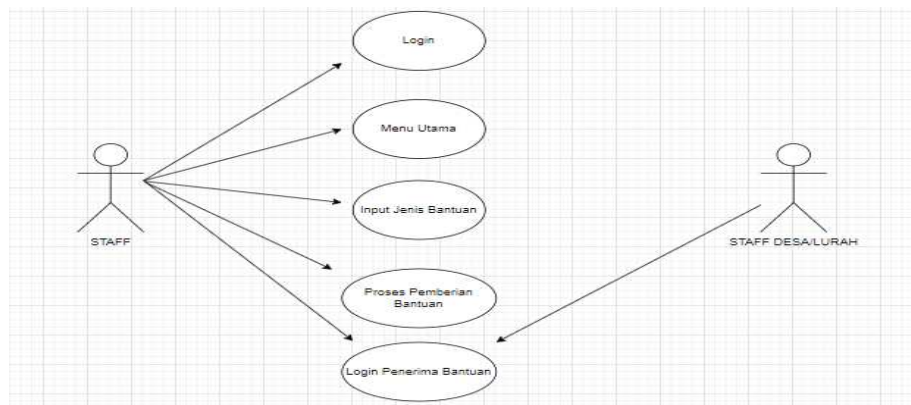 Login
Menu Utama
Input Jenis Bantuan
STAFF
STAFF DESA/LURAH
Proses Pemberian
Bantuan
Login Penerima Bantuan